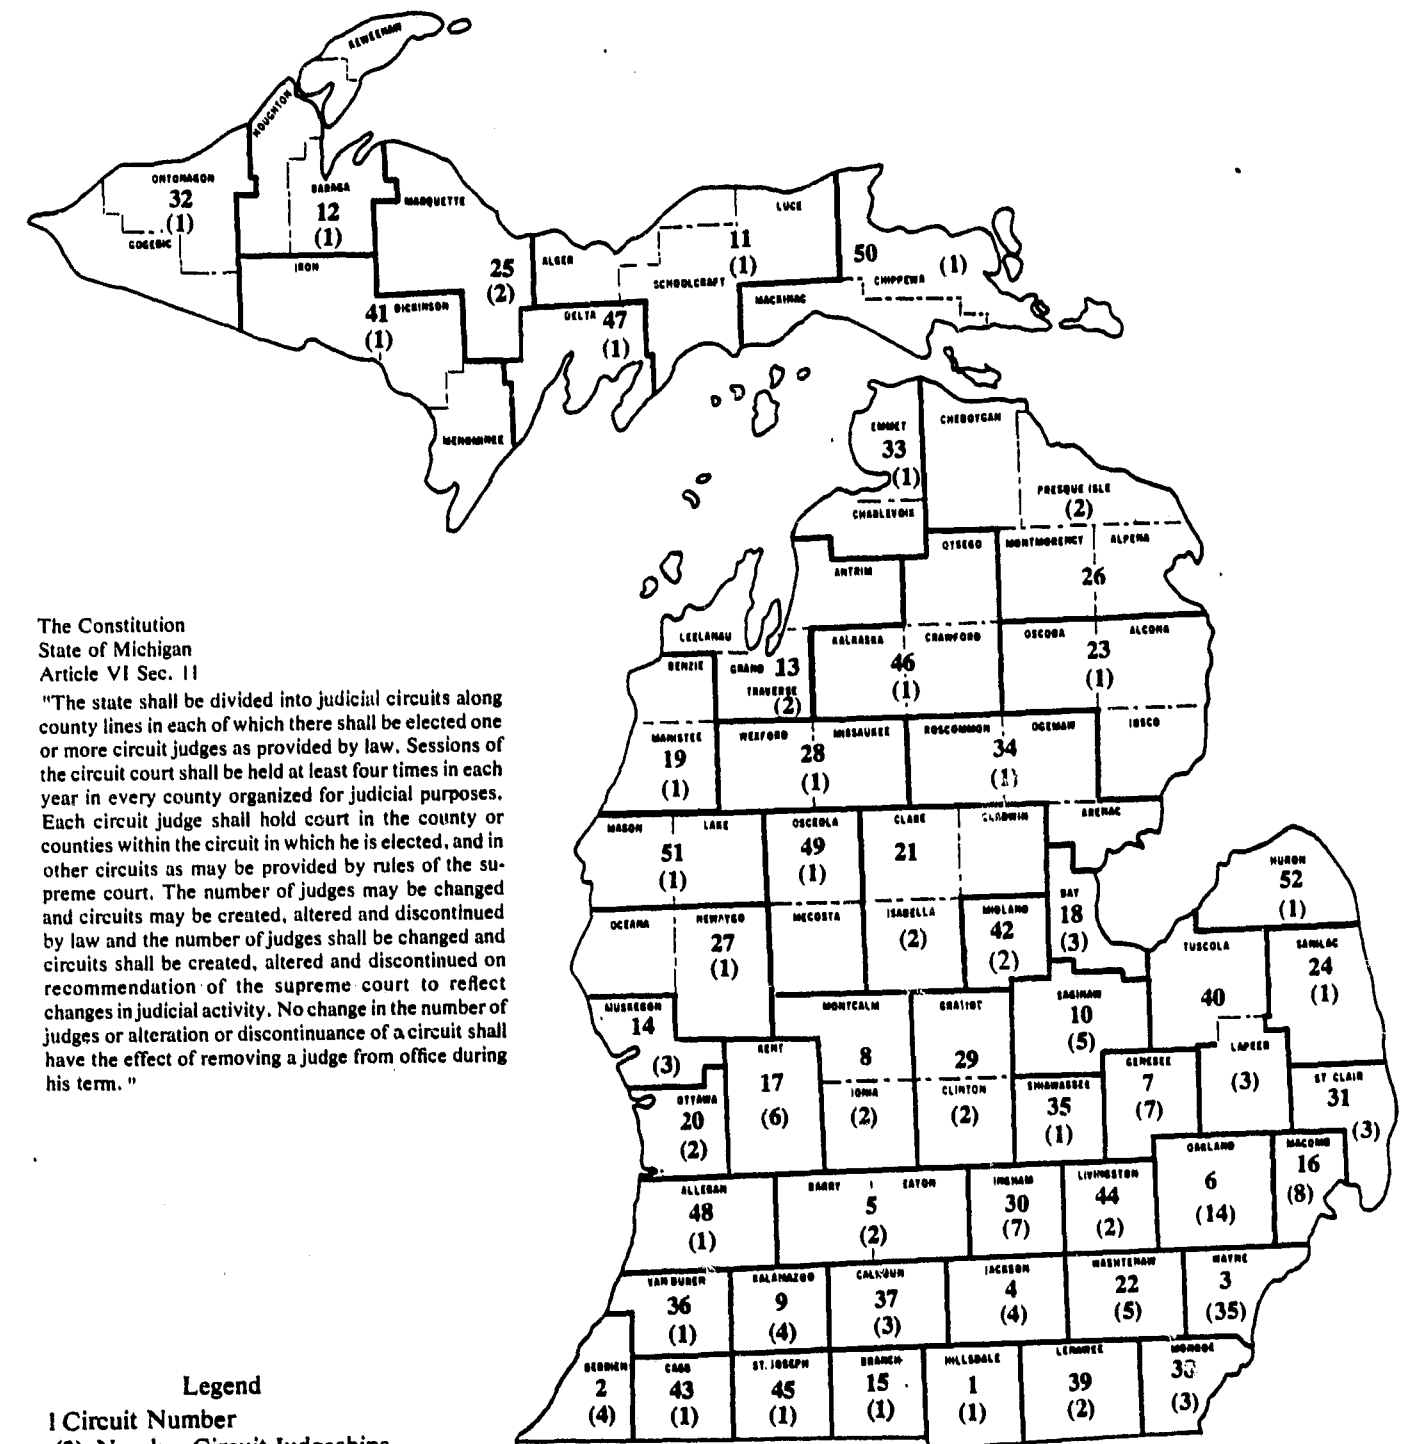 KEWEENAW
HOUGHTON
ONTONAGON
32
(1)
GOGEBIC
BARAGA
12
(1)
MARQUETTE
25
(2)
IRON
41
(1)
DICKINSON
MENOMINEE
ALGER
DELTA 47
(1)
LUCE
11
(1)
SCHOOLCRAFT
MACKINAC
50
(1)
CHIPPEWA
EMMET
33
(1)
CHARLEVOIX
CHEBOYGAN
PRESQUE ISLE
(2)
OTSEGO
MONTMORENCY
ALPENA
26
ANTRIM
LEELANAU
BENZIE
GRAND 13
TRAVERSE
(2)
KALKASKA
CRAWFORD
46
(1)
OSCODA
ALCONA
23
(1)
IOSCO
MANISTEE
19
(1)
WEXFORD
MISSAUKEE
28
(1)
ROSCOMMON
OGEMAW
34
(1)
ARENAC
MASON
LAKE
51
(1)
OSCEOLA
49
(1)
MECOSTA
CLARE
GLADWIN
21
ISABELLA
(2)
MIDLAND
42
(2)
BAY
18
(3)
HURON
52
(1)
OCEANA
NEWAYGO
27
(1)
TUSCOLA
40
LAPEER
(3)
SANILAC
24
(1)
MUSKEGON
14
(3)
MONTCALM
8
IONIA
(2)
GRATIOT
29
CLINTON
(2)
SAGINAW
10
(5)
KENT
17
(6)
OTTAWA
20
(2)
SHIAWASSEE
35
(1)
GENESEE
7
(7)
ST CLAIR
31
(3)
OAKLAND
6
(14)
MACOMB
16
(8)
ALLEGAN
48
(1)
BARRY
EATON
5
(2)
INGHAM
30
(7)
LIVINGSTON
44
(2)
VAN BUREN
36
(1)
KALAMAZOO
9
(4)
CALHOUN
37
(3)
JACKSON
4
(4)
WASHTENAW
22
(5)
WAYNE
3
(35)
BERRIEN
2
(4)
CASS
43
(1)
ST. JOSEPH
45
(1)
BRANCH
15
(1)
HILLSDALE
1
(1)
LENAWEE
39
(2)
MONROE
(3)
The Constitution
State of Michigan
Article VI Sec. 11
"The state shall be divided into judicial circuits along
county lines in each of which there shall be elected one
or more circuit judges as provided by law. Sessions of
the circuit court shall be held at least four times in each
year in every county organized for judicial purposes.
Each circuit judge shall hold court in the county or
counties within the circuit in which he is elected, and in
other circuits as may be provided by rules of the su-
preme court. The number of judges may be changed
and circuits may be created, altered and discontinued
by law and the number of judges shall be changed and
circuits shall be created, altered and discontinued on
recommendation of the supreme court to reflect
changes in judicial activity. No change in the number of
judges or alteration or discontinuance of a circuit shall
have the effect of removing a judge from office during
his term."
Legend
1 Circuit Number
Circuit Judgeships